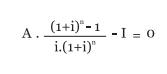 A . (1+i)ⁿ - 1 / i.(1+i)ⁿ - I = 0